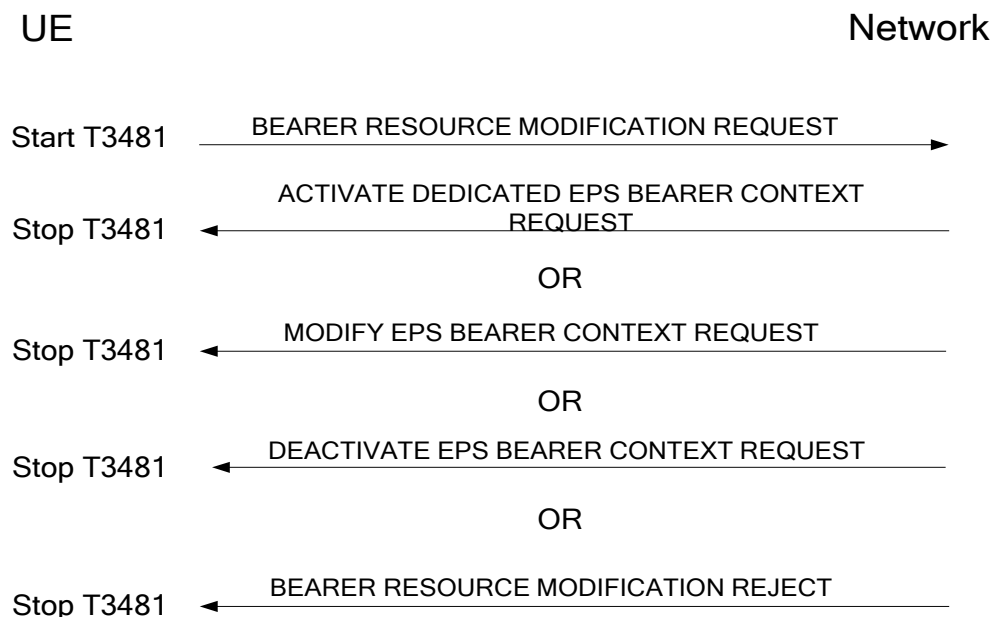 UE Network
Start T3481 BEARER RESOURCE MODIFICATION REQUEST
ACTIVATE DEDICATED EPS BEARER CONTEXT
REQUEST
Stop T3481
OR
MODIFY EPS BEARER CONTEXT REQUEST
Stop T3481
OR
DEACTIVATE EPS BEARER CONTEXT REQUEST
Stop T3481
OR
BEARER RESOURCE MODIFICATION REJECT
Stop T3481